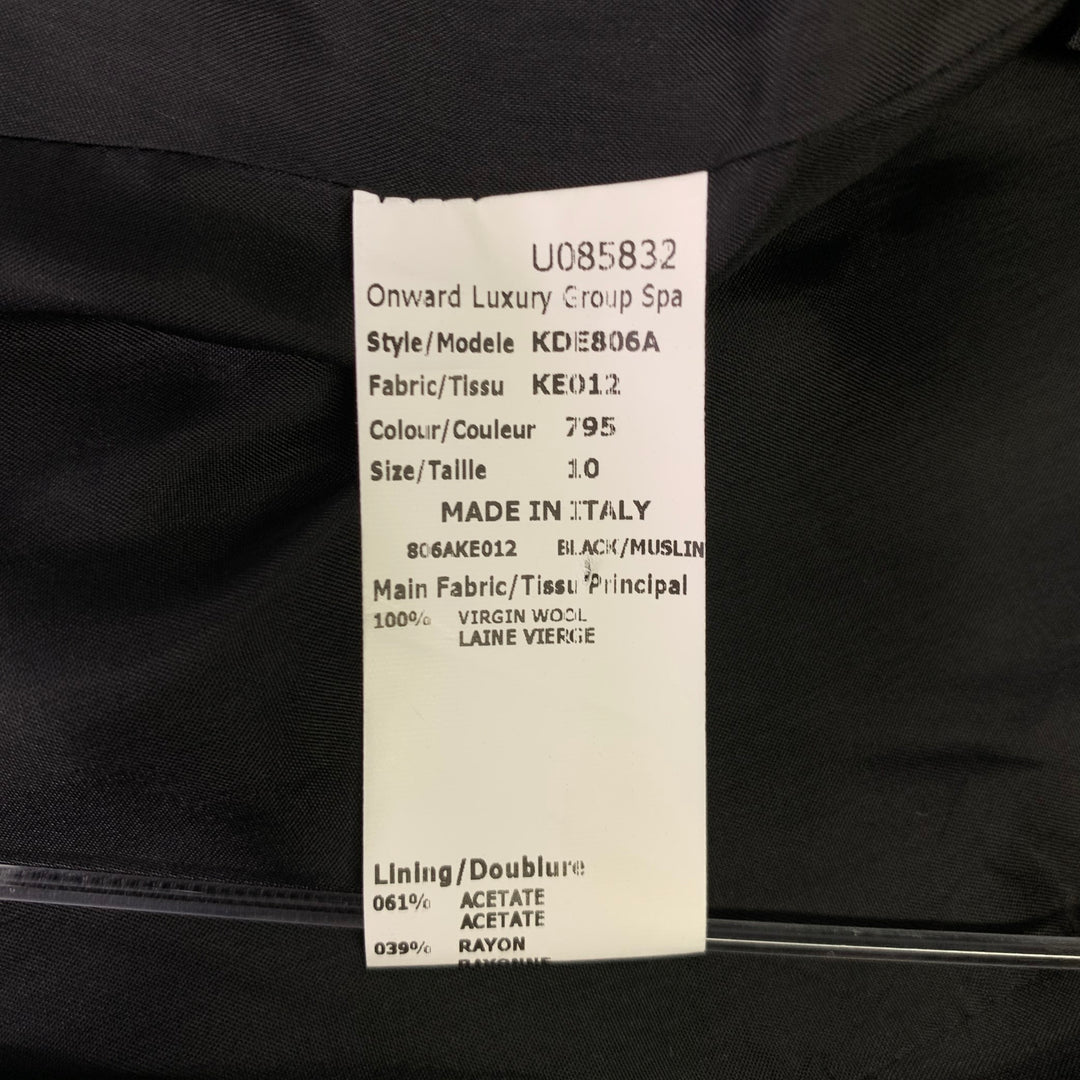 U085832
Onward Luxury Group Spa
Style/Modele KDE806A
Fabric/Tissu KE012
Colour/Couleur 795
Size/Taille 10
MADE IN ITALY
806AKE012 BLACK/MUSLIN
Main Fabric/Tissu Principal
100% VIRGIN WOOL
LAINE VIERGE
Lining/Doublure
061% ACETATE
ACETATE
039% RAYON
RAYONNE